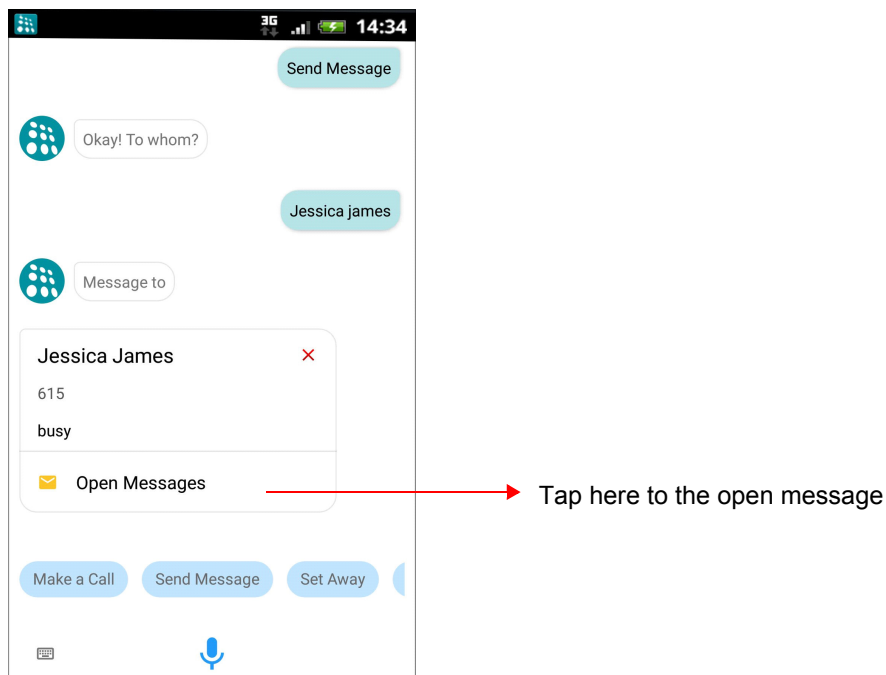 3G 14:34
Send Message
Okay! To whom?
Jessica james
Message to
Jessica James
615
busy
Open Messages
Tap here to the open message
Make a Call Send Message Set Away